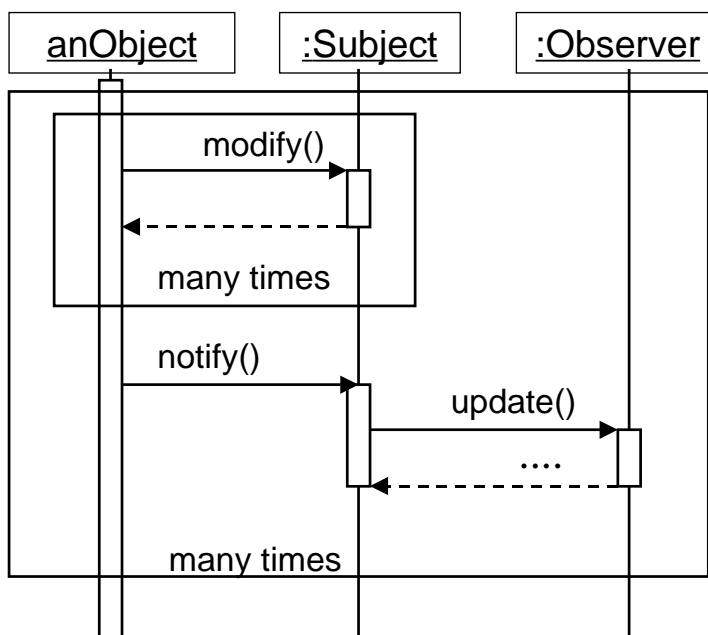 anObject
:Subject
:Observer
modify()
many times
notify()
update()
....
many times